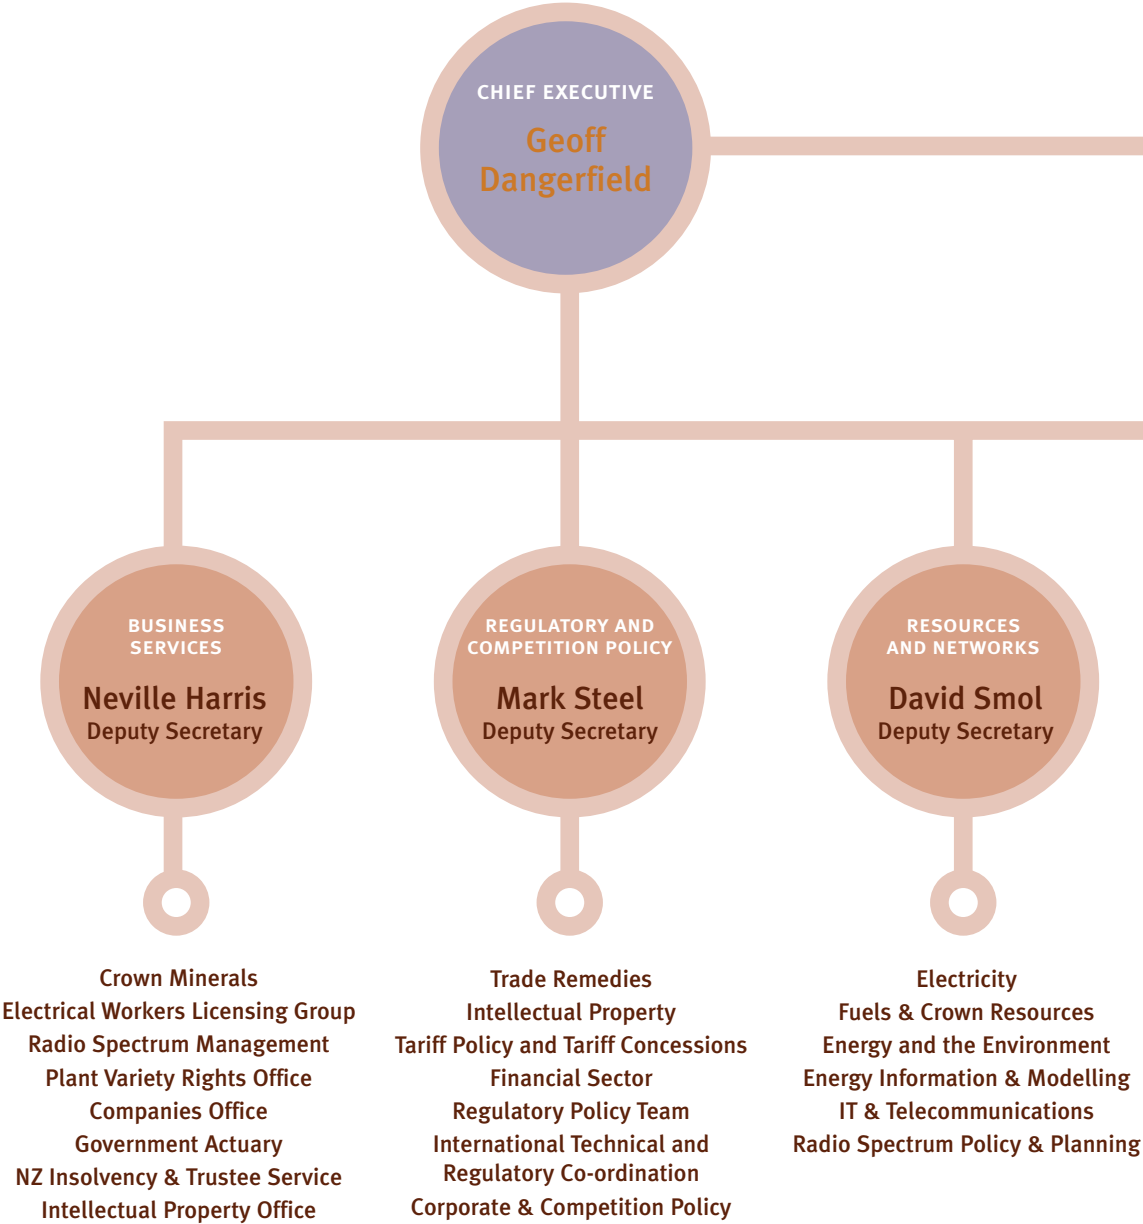 CHIEF EXECUTIVE
Geoff
Dangerfield
BUSINESS
SERVICES
Neville Harris
Deputy Secretary
REGULATORY AND
COMPETITION POLICY
Mark Steel
Deputy Secretary
RESOURCES
AND NETWORKS
David Smol
Deputy Secretary
Crown Minerals
Electrical Workers Licensing Group
Radio Spectrum Management
Plant Variety Rights Office
Companies Office
Government Actuary
NZ Insolvency & Trustee Service
Intellectual Property Office
Trade Remedies
Intellectual Property
Tariff Policy and Tariff Concessions
Financial Sector
Regulatory Policy Team
International Technical and
Regulatory Co-ordination
Corporate & Competition Policy
Electricity
Fuels & Crown Resources
Energy and the Environment
Energy Information & Modelling
IT & Telecommunications
Radio Spectrum Policy & Planning